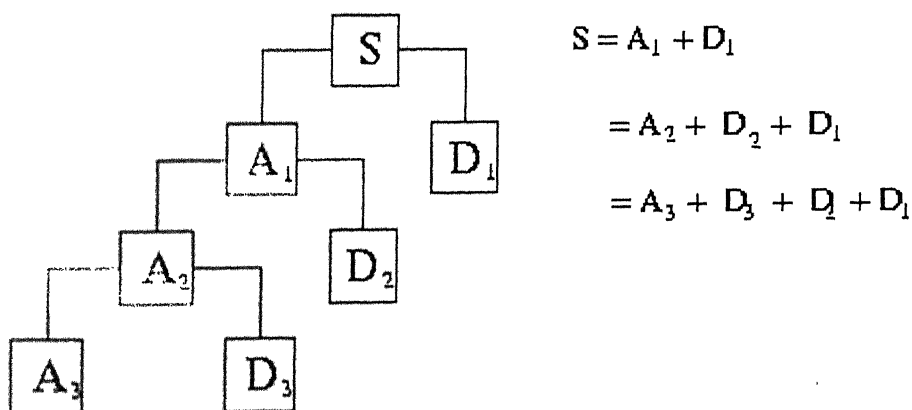 S
S = A₁ + D₁
= A₂ + D₂ + D₁
A₁
D₁
= A₃ + D₃ + D₂ + D₁
A₂
D₂
A₃
D₃